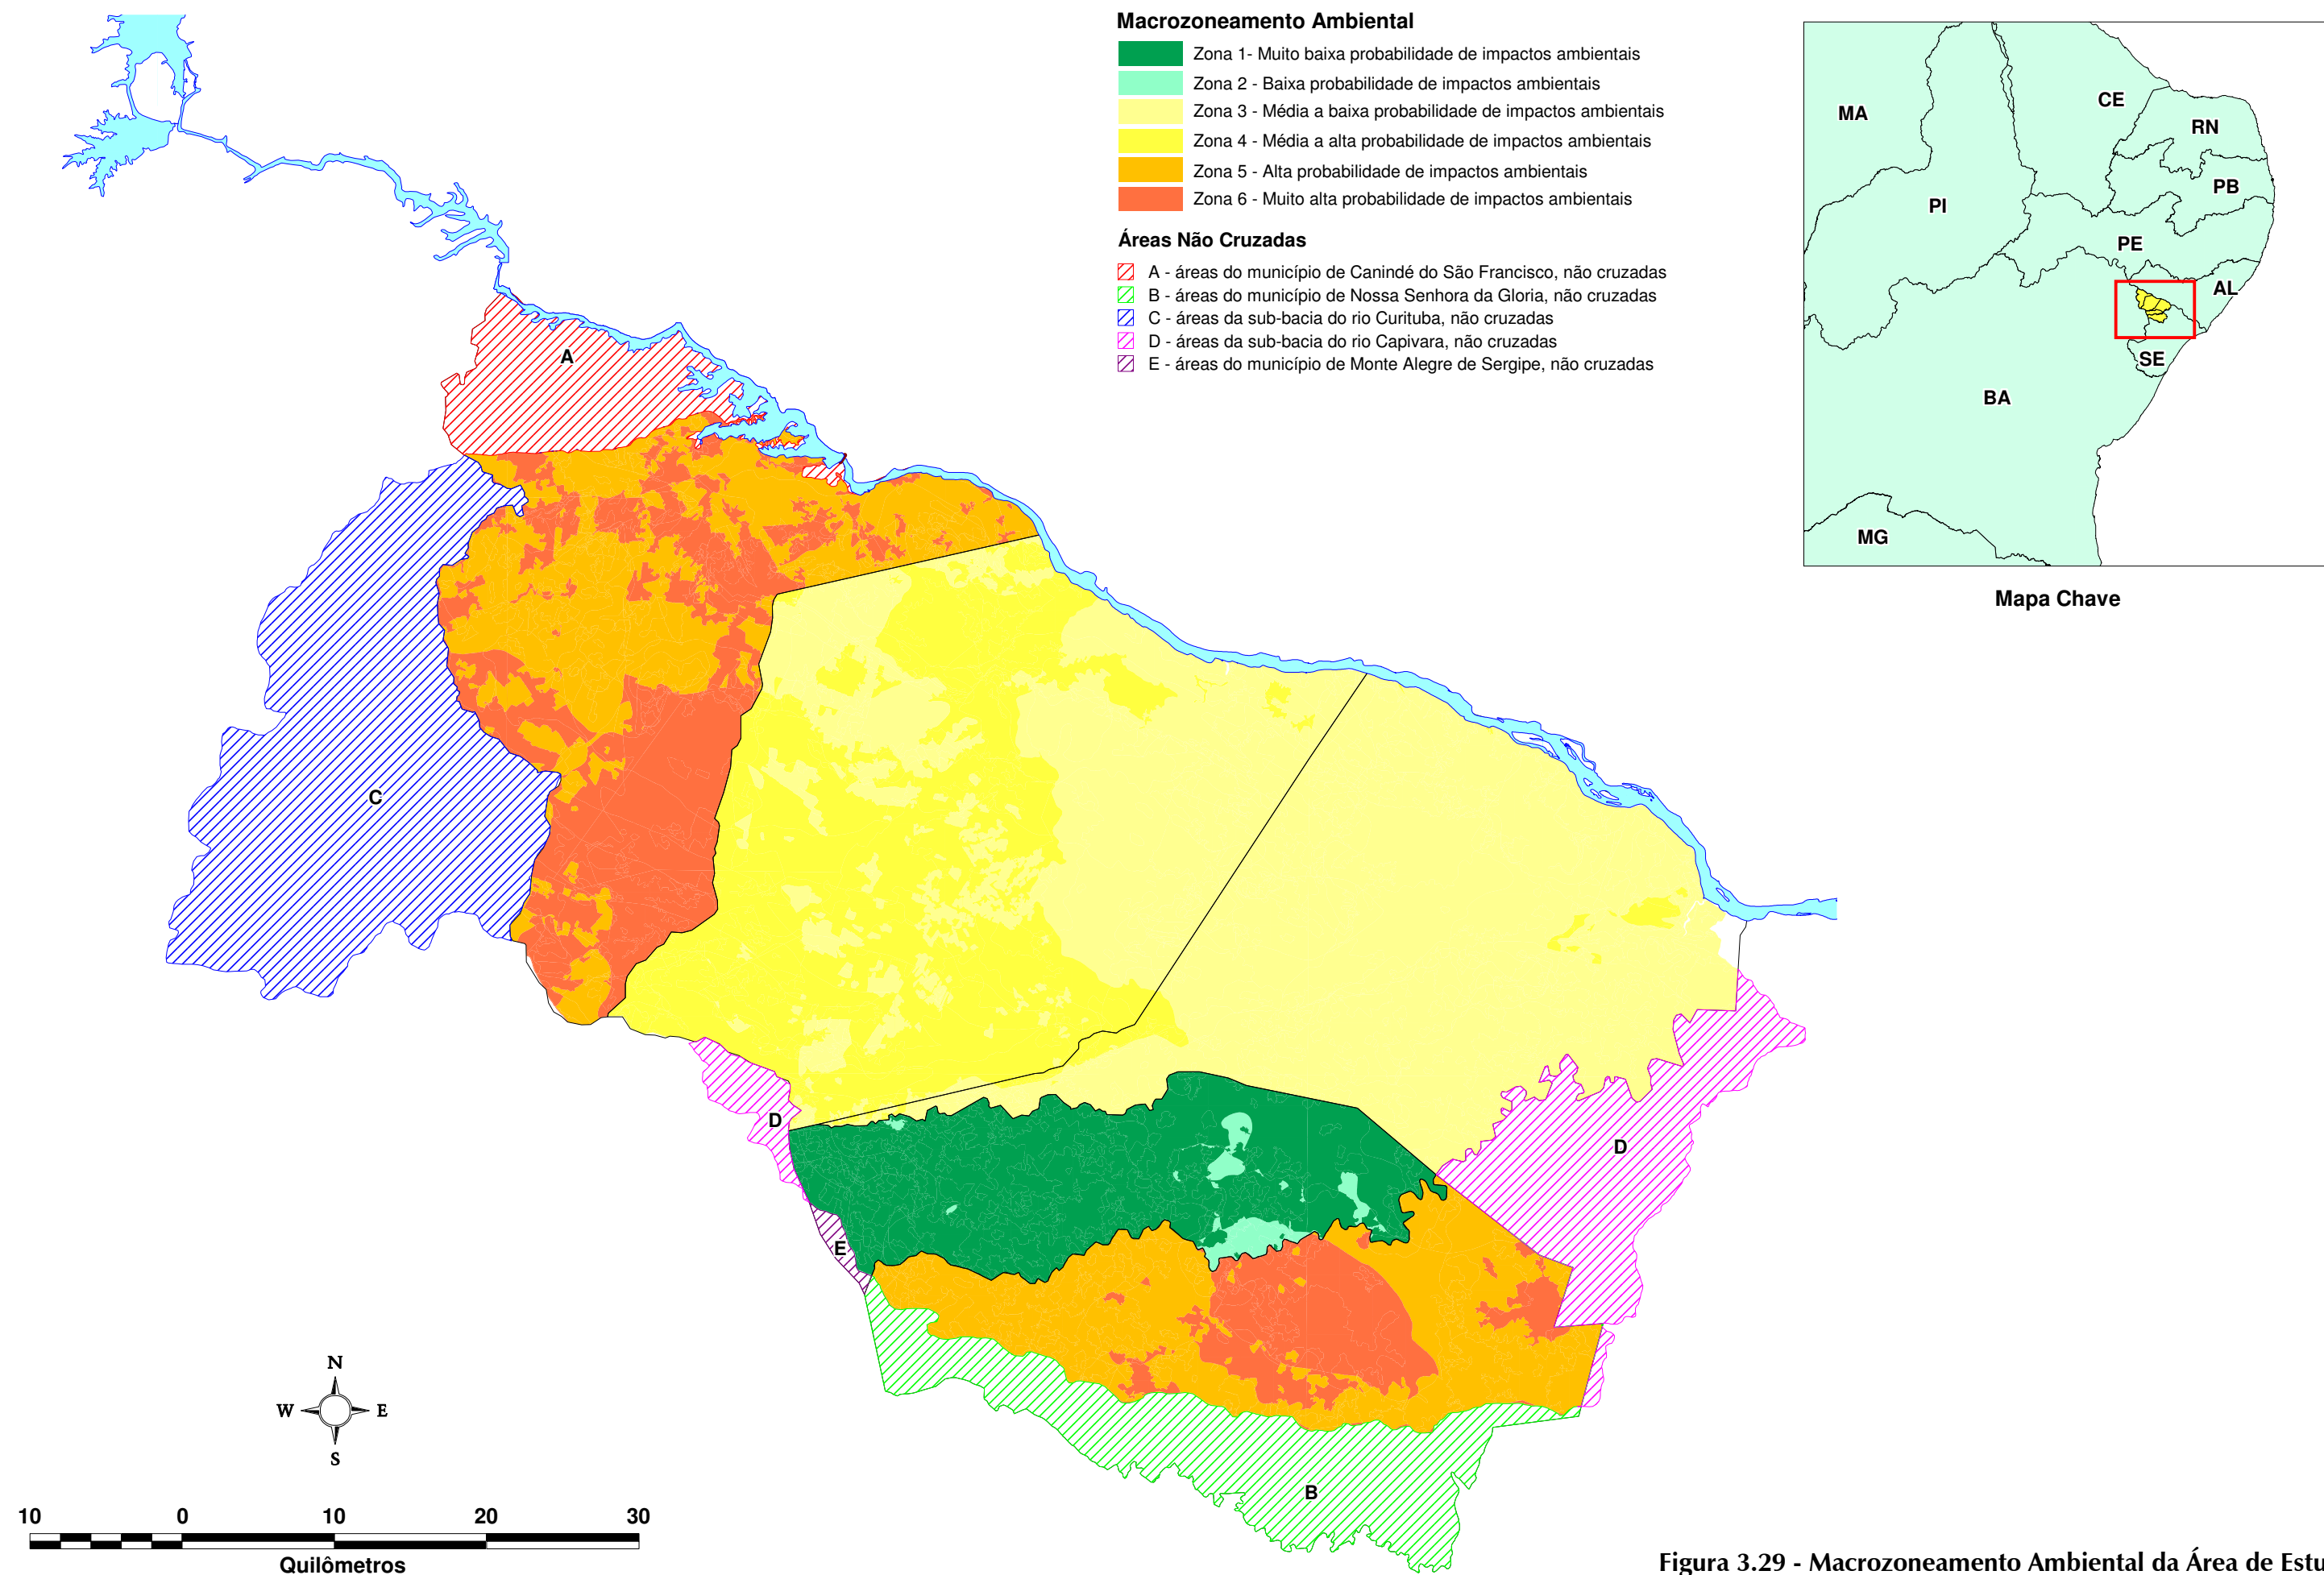 Macrozoneamento Ambiental
Zona 1- Muito baixa probabilidade de impactos ambientais
Zona 2 - Baixa probabilidade de impactos ambientais
Zona 3 - Média a baixa probabilidade de impactos ambientais
Zona 4 - Média a alta probabilidade de impactos ambientais
Zona 5 - Alta probabilidade de impactos ambientais
Zona 6 - Muito alta probabilidade de impactos ambientais
Áreas Não Cruzadas
A - áreas do município de Canindé do São Francisco, não cruzadas
B - áreas do município de Nossa Senhora da Gloria, não cruzadas
C - áreas da sub-bacia do rio Curituba, não cruzadas
D - áreas da sub-bacia do rio Capivara, não cruzadas
E - áreas do município de Monte Alegre de Sergipe, não cruzadas
MA
CE
RN
PB
PI
PE
AL
SE
BA
MG
Mapa Chave
A
C
D
D
E
B
N
W E
S
10 0 10 20 30
Quilômetros
Figura 3.29 - Macrozoneamento Ambiental da Área de Estu